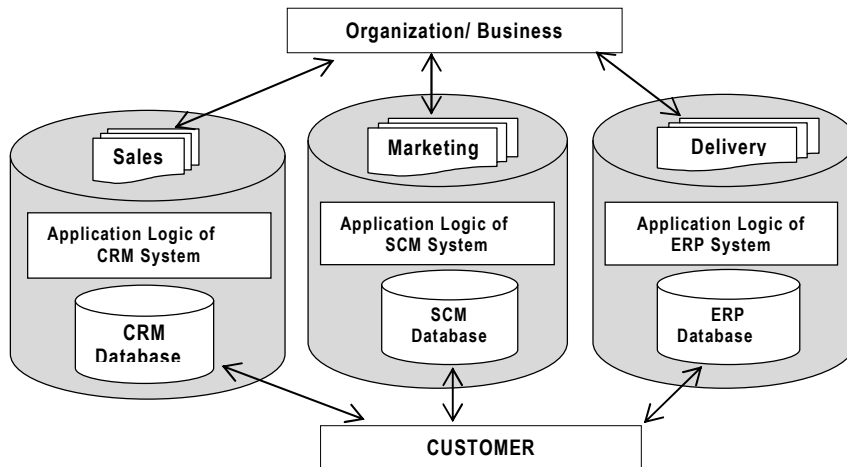 Organization/ Business
Sales
Marketing
Delivery
Application Logic of
CRM System
Application Logic of
SCM System
Application Logic of
ERP System
CRM
Database
SCM
Database
ERP
Database
CUSTOMER